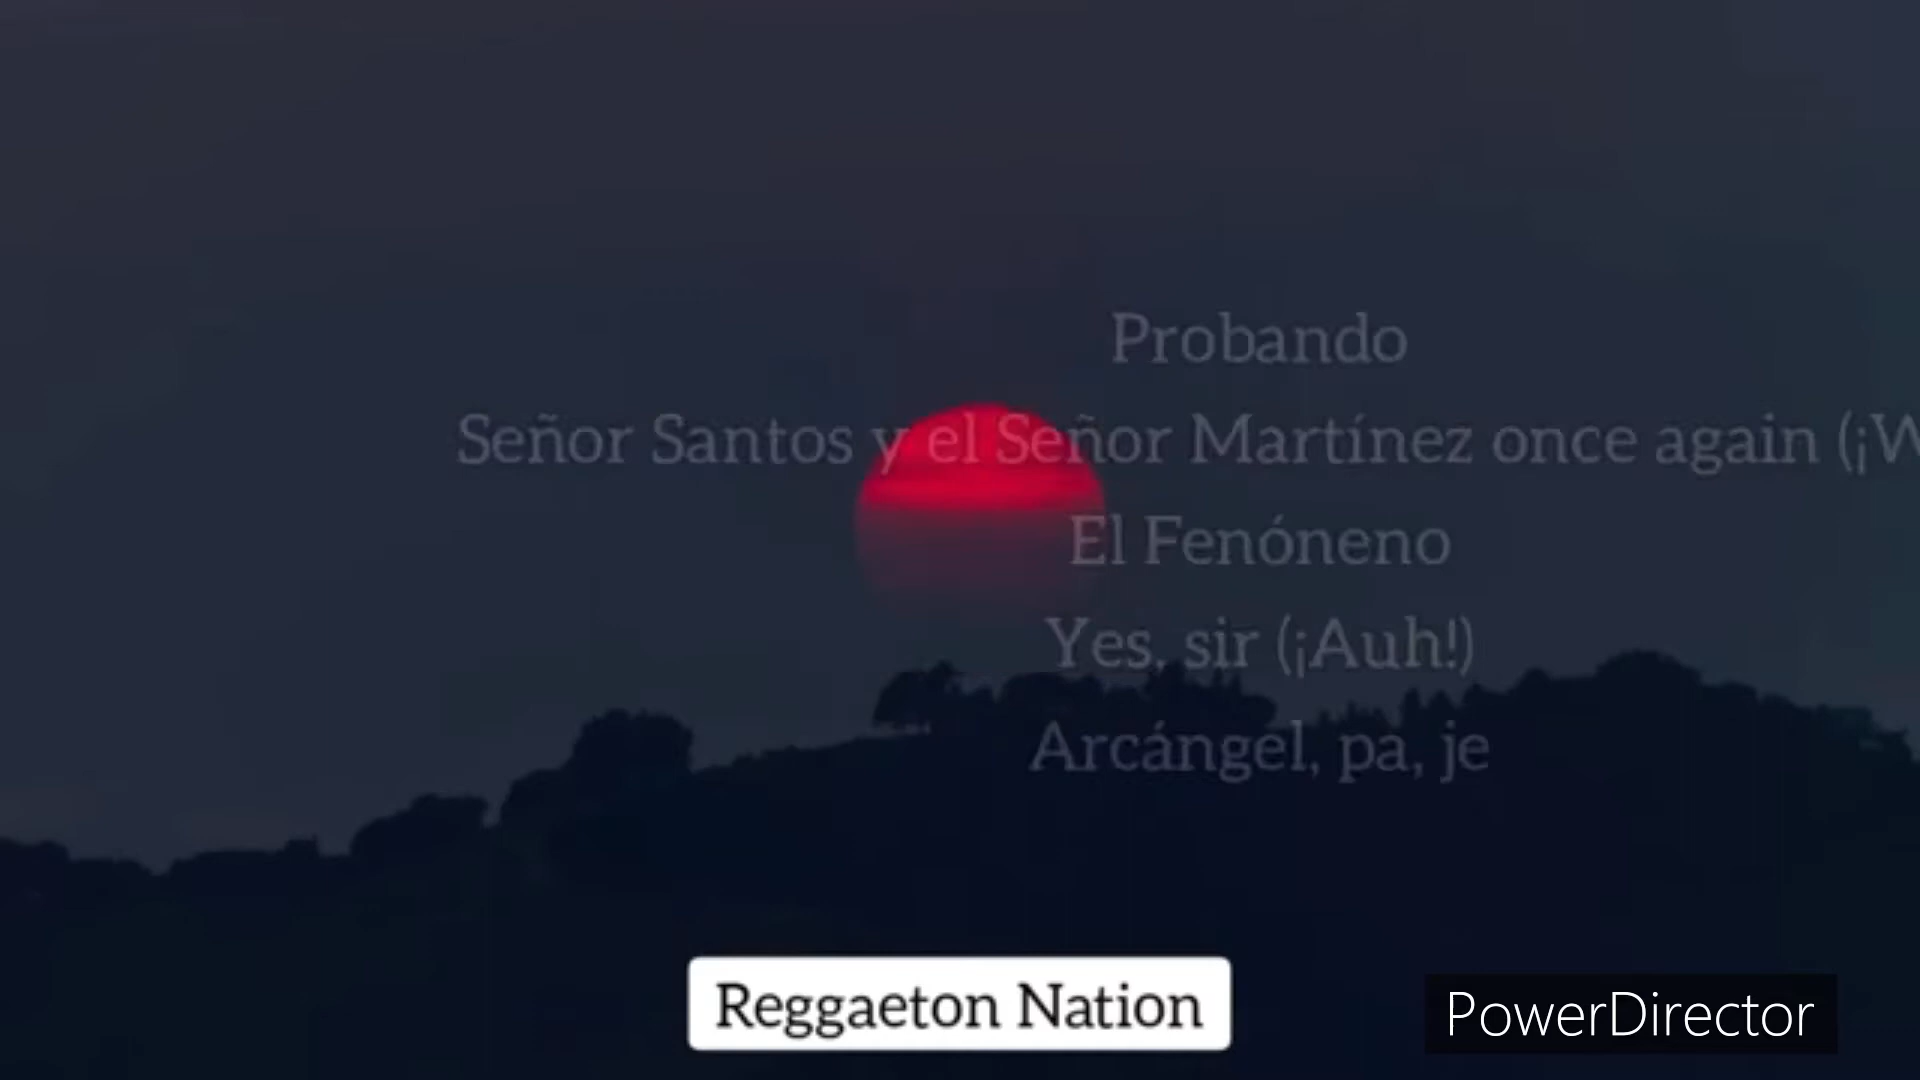 Probando
Señor Santos y el Señor Martínez once again (¡W
El Fenóneno
Yes, sir (¡Auh!)
Arcángel, pa, je
Reggaeton Nation
PowerDirector